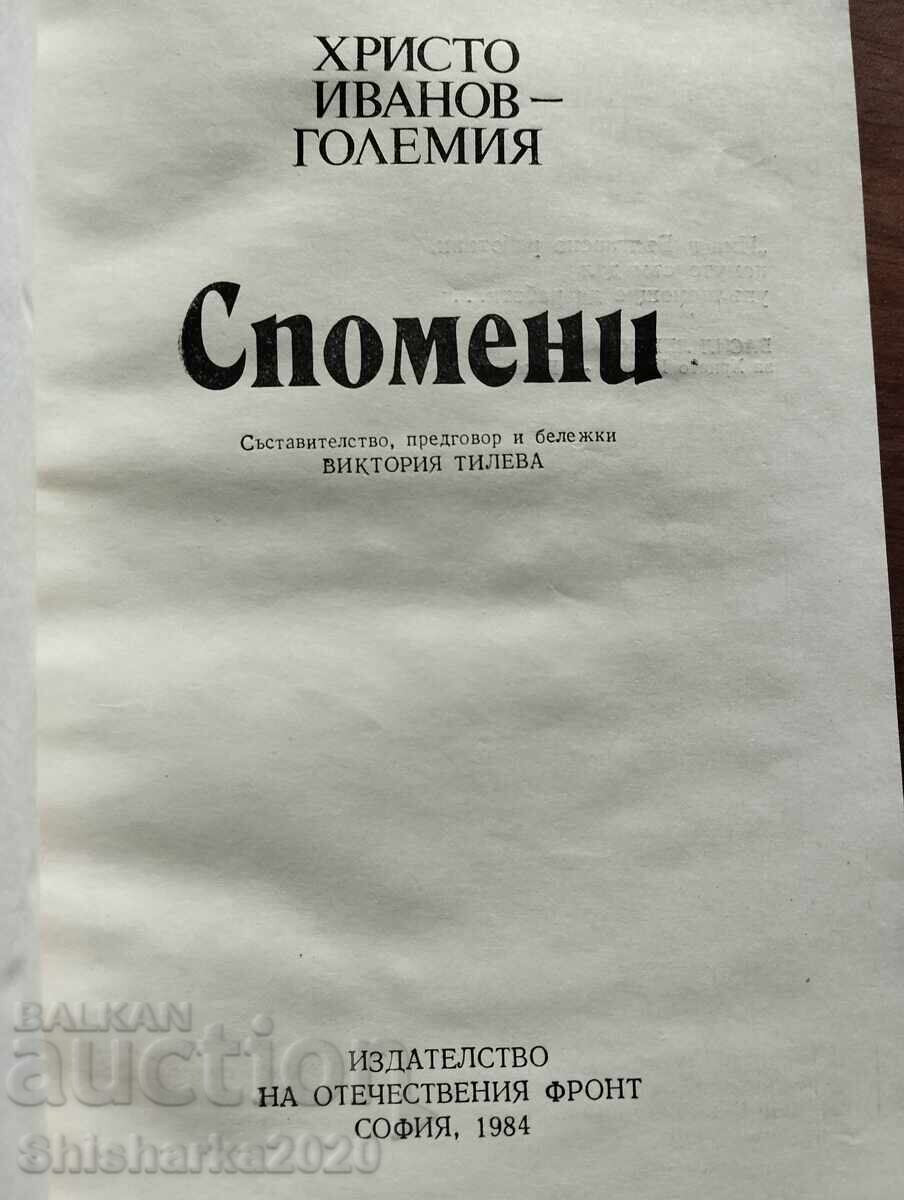 ХРИСТО
ИВАНОВ –
ГОЛЕМИЯ
Спомени
Съставителство, предговор и бележки
ВИКТОРИЯ ТИЛЕВА
ИЗДАТЕЛСТВО
НА ОТЕЧЕСТВЕНИЯ ФРОНТ
СОФИЯ, 1984
BALKAN
auction
Shisharka2020